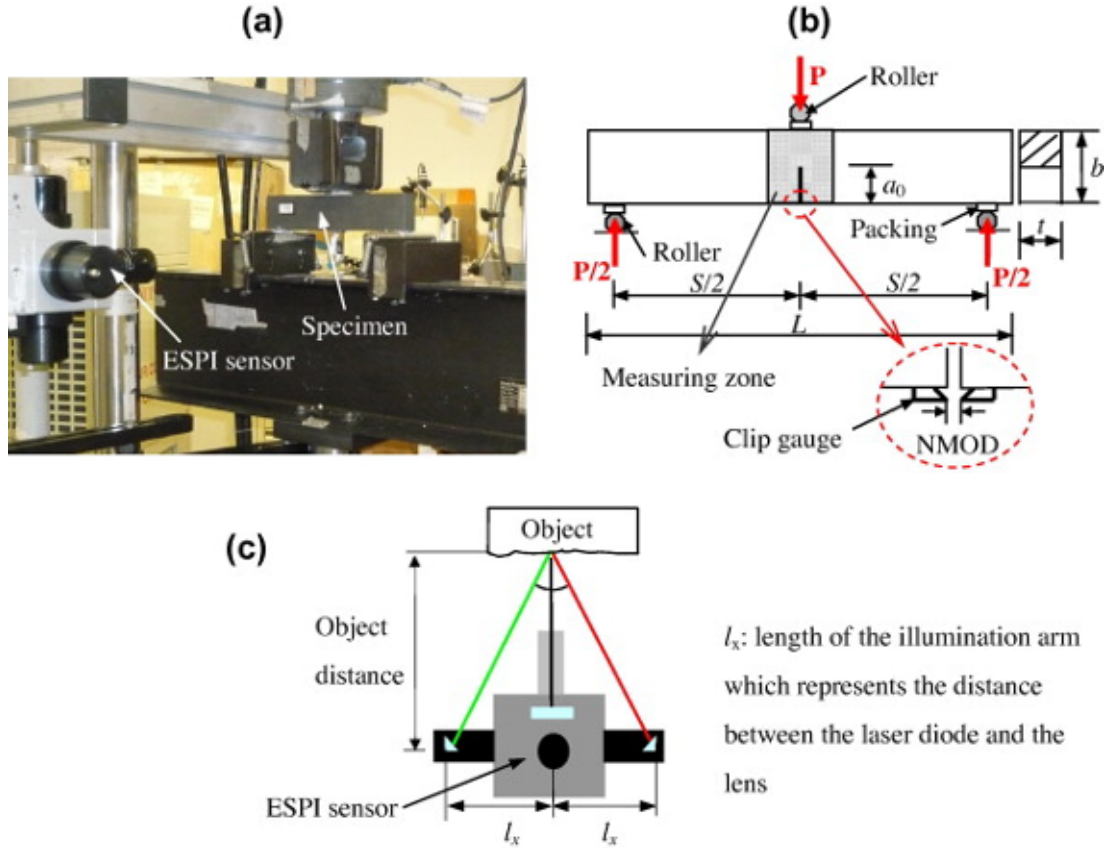 (a)
Specimen
ESPI sensor
(b)
P
Roller
b
a₀
Packing
t
Roller
P/2
P/2
S/2
S/2
L
Measuring zone
Clip gauge
NMOD
(c)
Object
Object
distance
ESPI sensor
lₓ
lₓ
lₓ: length of the illumination arm
which represents the distance
between the laser diode and the
lens